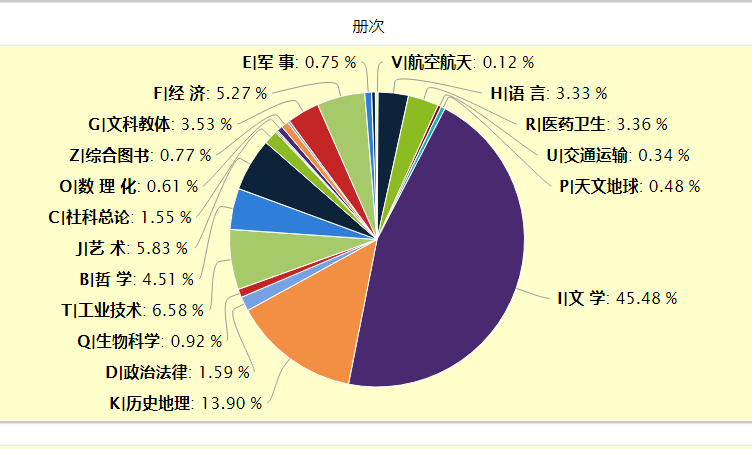 册次
E|军 事: 0.75 %
V|航空航天: 0.12 %
F|经 济: 5.27 %
H|语 言: 3.33 %
G|文科教体: 3.53 %
R|医药卫生: 3.36 %
Z|综合图书: 0.77 %
U|交通运输: 0.34 %
O|数 理 化: 0.61 %
P|天文地球: 0.48 %
C|社科总论: 1.55 %
J|艺 术: 5.83 %
B|哲 学: 4.51 %
I|文 学: 45.48 %
T|工业技术: 6.58 %
Q|生物科学: 0.92 %
D|政治法律: 1.59 %
K|历史地理: 13.90 %